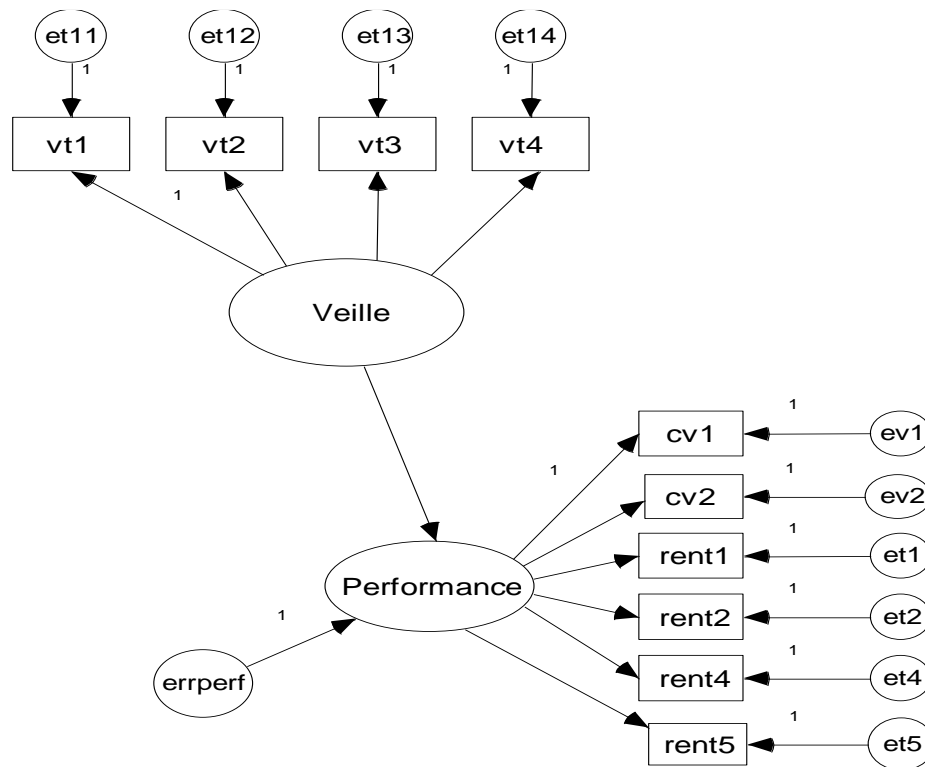 et11 et12 et13 et14
1 1 1 1
vt1 vt2 vt3 vt4
1
Veille
1
cv1 ev1
1
1
cv2 ev2
1
rent1 et1
Performance
1
rent2 et2
1
1
rent4 et4
errperf
1
rent5 et5